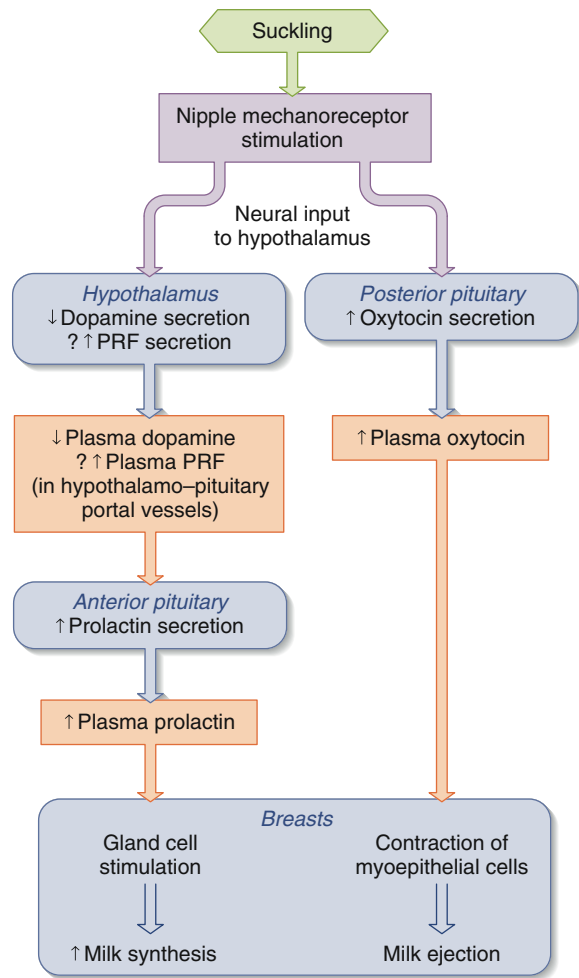 Suckling
Nipple mechanoreceptor
stimulation
Neural input
to hypothalamus
Hypothalamus
↓Dopamine secretion
? ↑PRF secretion
Posterior pituitary
↑Oxytocin secretion
↓Plasma dopamine
? ↑Plasma PRF
(in hypothalamo–pituitary
portal vessels)
↑Plasma oxytocin
Anterior pituitary
↑Prolactin secretion
↑Plasma prolactin
Breasts
Gland cell
stimulation
↑Milk synthesis
Contraction of
myoepithelial cells
Milk ejection